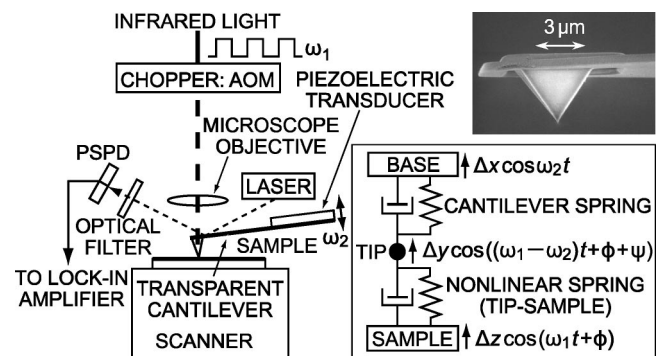 INFRARED LIGHT
ω₁
CHOPPER: AOM
PIEZOELECTRIC
TRANSDUCER
MICROSCOPE
OBJECTIVE
PSPD
LASER
OPTICAL
FILTER
SAMPLE
ω₂
TO LOCK-IN
AMPLIFIER
TRANSPARENT
CANTILEVER
SCANNER
3 μm
BASE
Δx cosω₂t
CANTILEVER SPRING
TIP
Δy cos((ω₁−ω₂)t+ϕ+ψ)
NONLINEAR SPRING
(TIP-SAMPLE)
SAMPLE
Δz cos(ω₁t+ϕ)